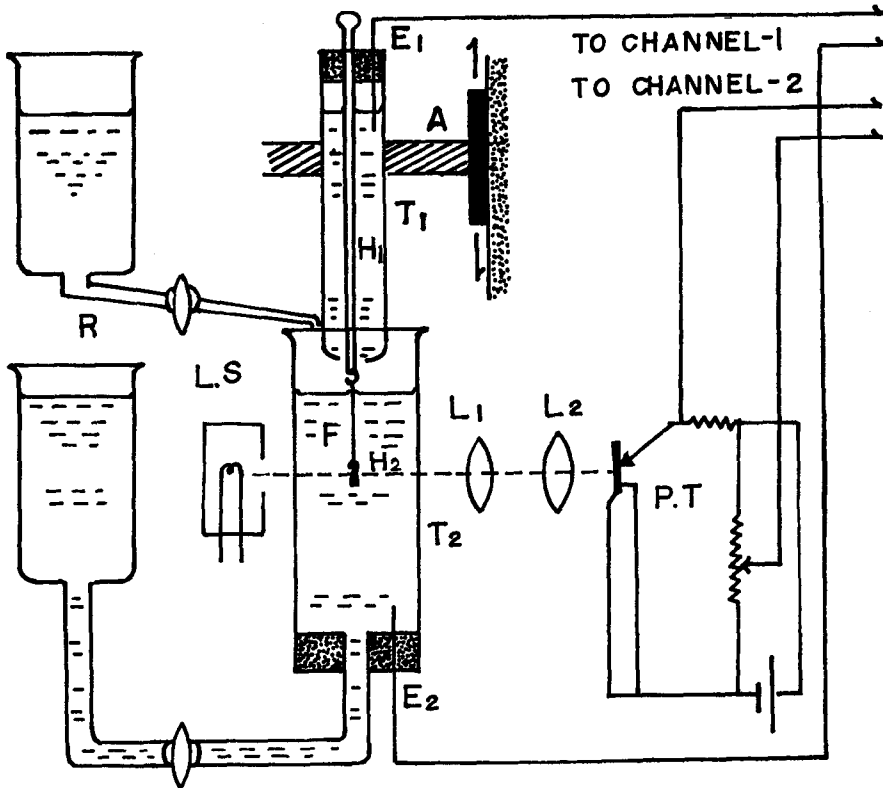 E1
TO CHANNEL-1
TO CHANNEL-2
A
T1
H1
R
L.S
L1
L2
F
H2
P.T
T2
E2